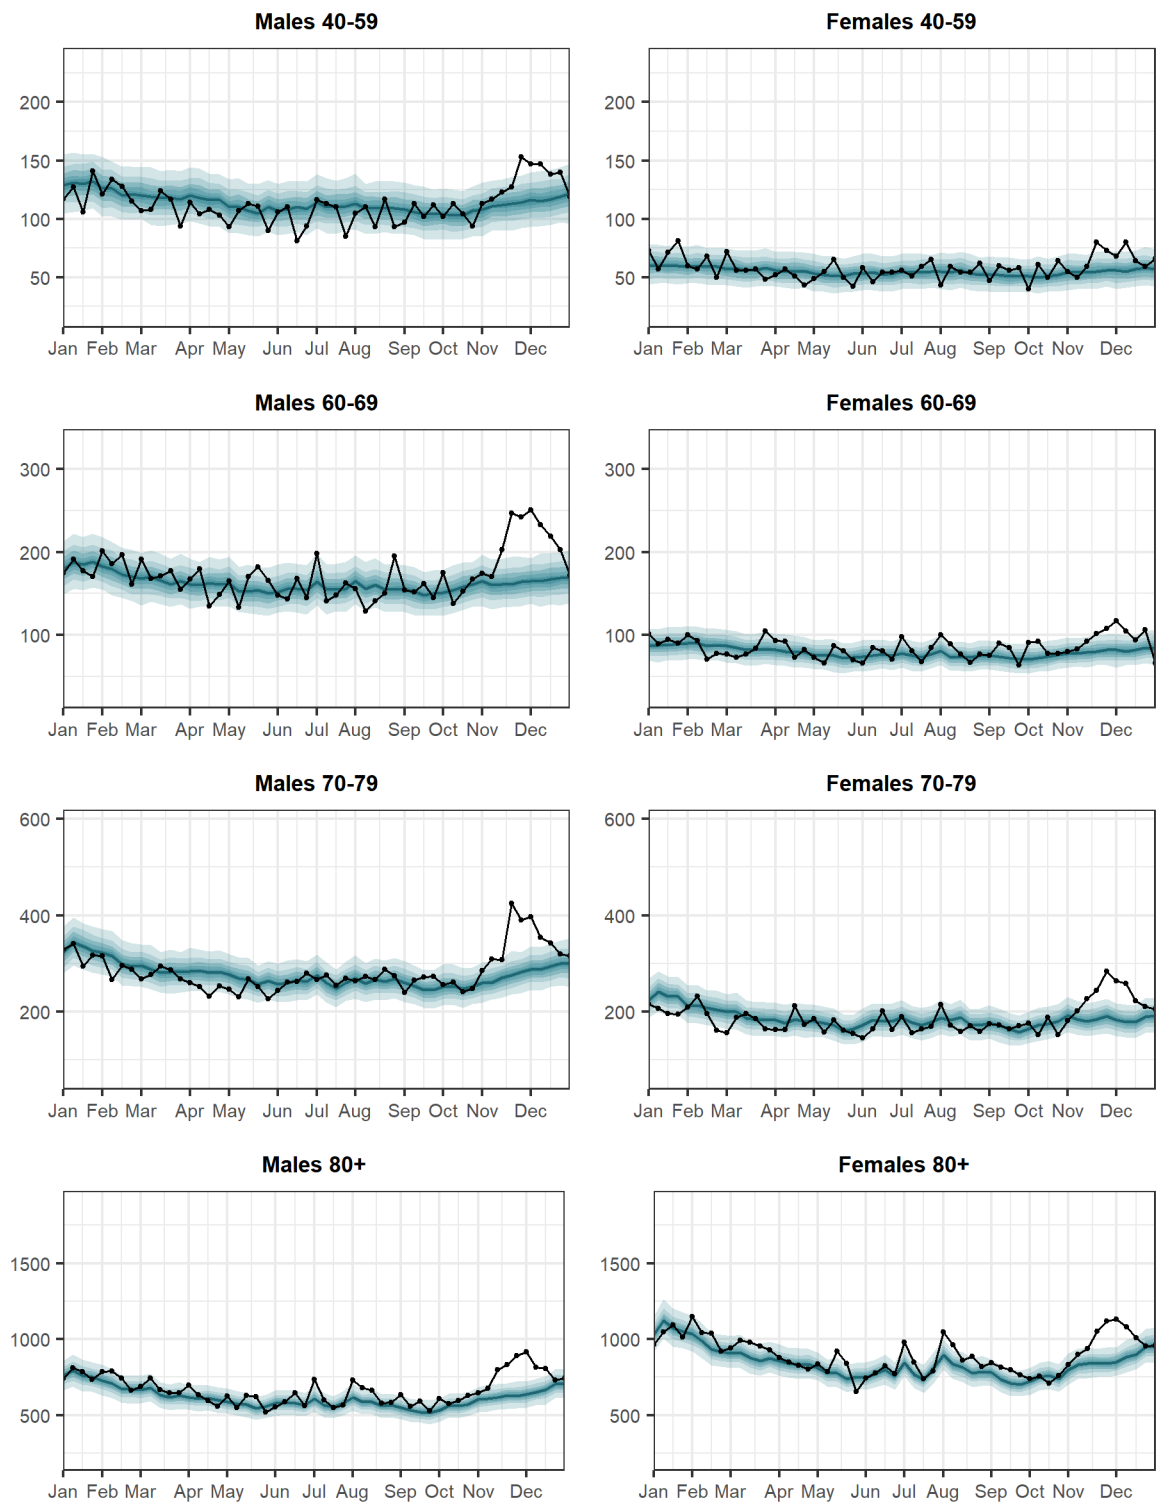 Males 40-59
Females 40-59
200
150
100
50
Jan Feb Mar Apr May Jun Jul Aug Sep Oct Nov Dec
200
150
100
50
Jan Feb Mar Apr May Jun Jul Aug Sep Oct Nov Dec
Males 60-69
Females 60-69
300
200
100
Jan Feb Mar Apr May Jun Jul Aug Sep Oct Nov Dec
300
200
100
Jan Feb Mar Apr May Jun Jul Aug Sep Oct Nov Dec
Males 70-79
Females 70-79
600
400
200
Jan Feb Mar Apr May Jun Jul Aug Sep Oct Nov Dec
600
400
200
Jan Feb Mar Apr May Jun Jul Aug Sep Oct Nov Dec
Males 80+
Females 80+
1500
1000
500
Jan Feb Mar Apr May Jun Jul Aug Sep Oct Nov Dec
1500
1000
500
Jan Feb Mar Apr May Jun Jul Aug Sep Oct Nov Dec